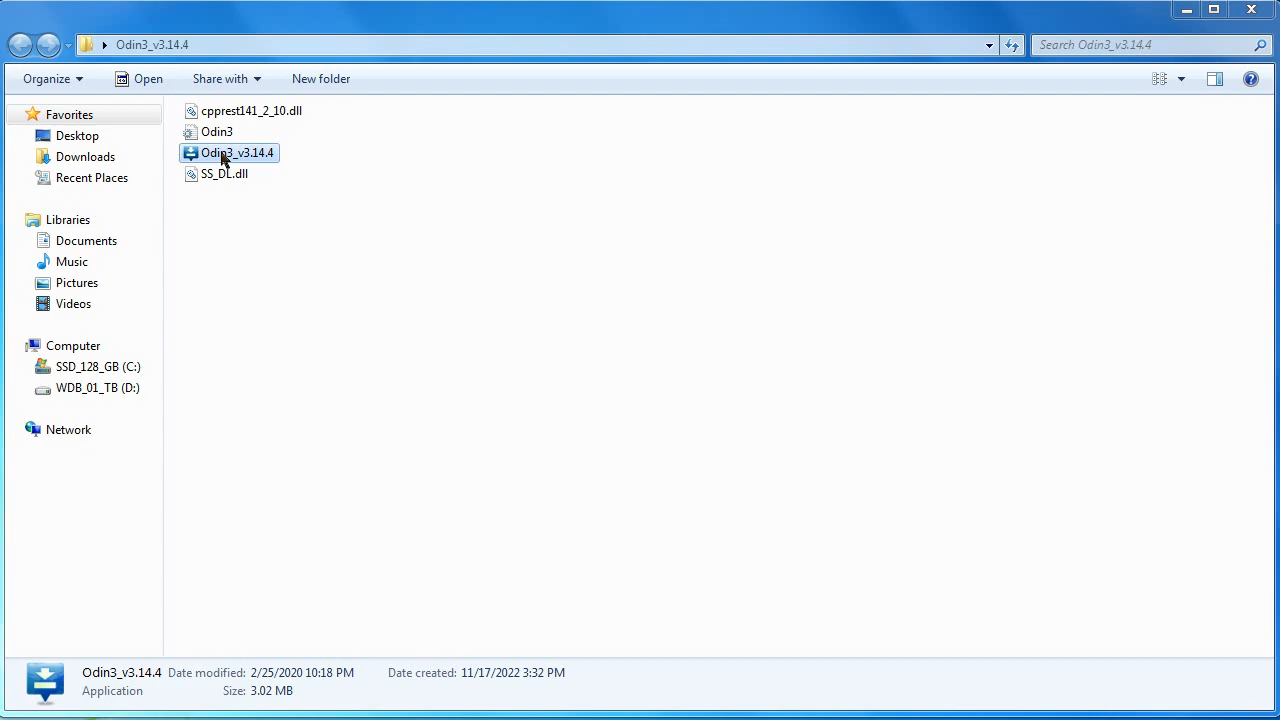 Odin3_v3.14.4
Search Odin3_v3.14.4
Organize Open Share with New folder
Favorites
Desktop
Downloads
Recent Places
Libraries
Documents
Music
Pictures
Videos
Computer
SSD_128_GB (C:)
WDB_01_TB (D:)
Network
cpprest141_2_10.dll
Odin3
Odin3_v3.14.4
SS_DL.dll
Odin3_v3.14.4 Date modified: 2/25/2020 10:18 PM Date created: 11/17/2022 3:32 PM
Application Size: 3.02 MB